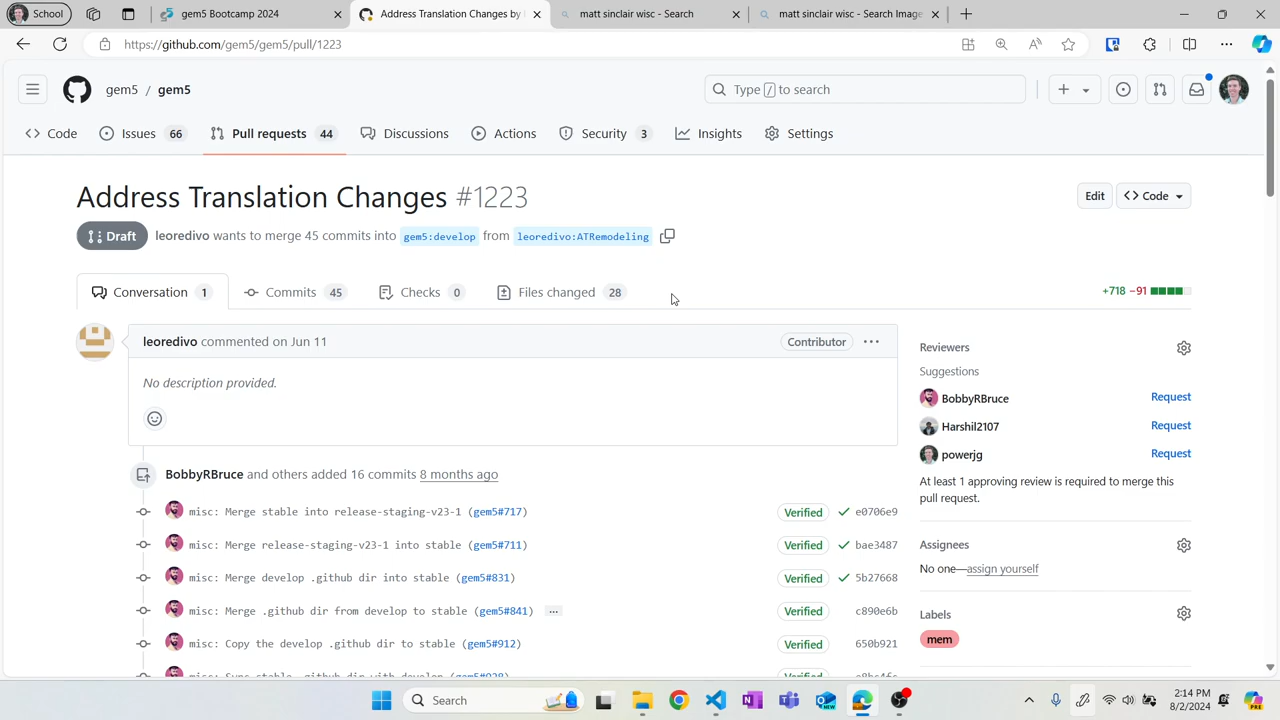 School
gem5 Bootcamp 2024
Address Translation Changes by
matt sinclair wisc - Search
matt sinclair wisc - Search Image
https://github.com/gem5/gem5/pull/1223
gem5 / gem5
Type / to search
Code
Issues 66
Pull requests 44
Discussions
Actions
Security 3
Insights
Settings
Address Translation Changes #1223
Edit
Code
Draft
leoredivo wants to merge 45 commits into gem5:develop from leoredivo:ATRemodeling
Conversation 1
Commits 45
Checks 0
Files changed 28
+718 −91
leoredivo commented on Jun 11
Contributor
No description provided.
BobbyRBruce and others added 16 commits 8 months ago
misc: Merge stable into release-staging-v23-1 (gem5#717)
Verified
e0706e9
misc: Merge release-staging-v23-1 into stable (gem5#711)
Verified
bae3487
misc: Merge develop .github dir into stable (gem5#831)
Verified
5b27668
misc: Merge .github dir from develop to stable (gem5#841) ...
Verified
c890e6b
misc: Copy the develop .github dir to stable (gem5#912)
Verified
650b921
Reviewers
Suggestions
BobbyRBruce
Request
Harshil2107
Request
powerjg
Request
At least 1 approving review is required to merge this
pull request.
Assignees
No one—assign yourself
Labels
mem
Search
2:14 PM
8/2/2024